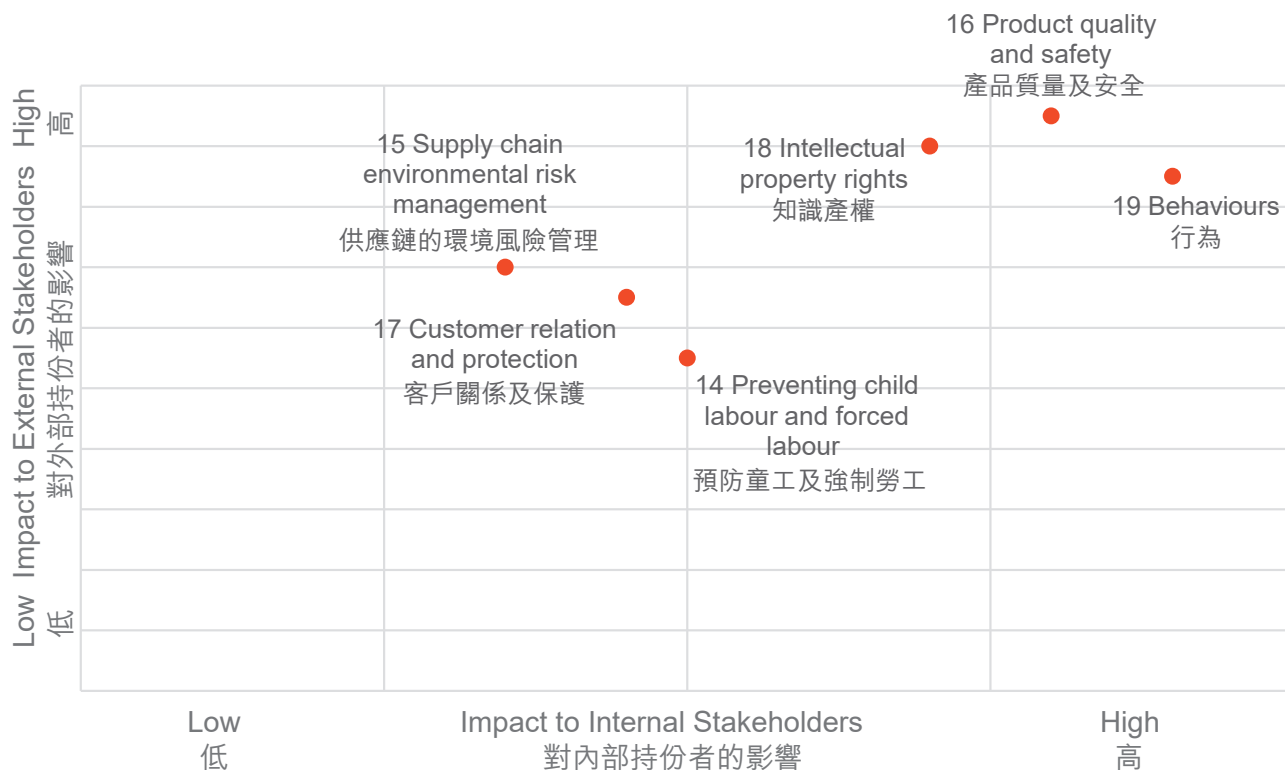 16 Product quality
and safety
產品質量及安全
15 Supply chain
environmental risk
management
供應鏈的環境風險管理
18 Intellectual
property rights
知識產權
19 Behaviours
行為
17 Customer relation
and protection
客戶關係及保護
14 Preventing child
labour and forced
labour
預防童工及強制勞工
Low Impact to External Stakeholders High
低 對外部持份者的影響 高
Low Impact to Internal Stakeholders High
低 對內部持份者的影響 高